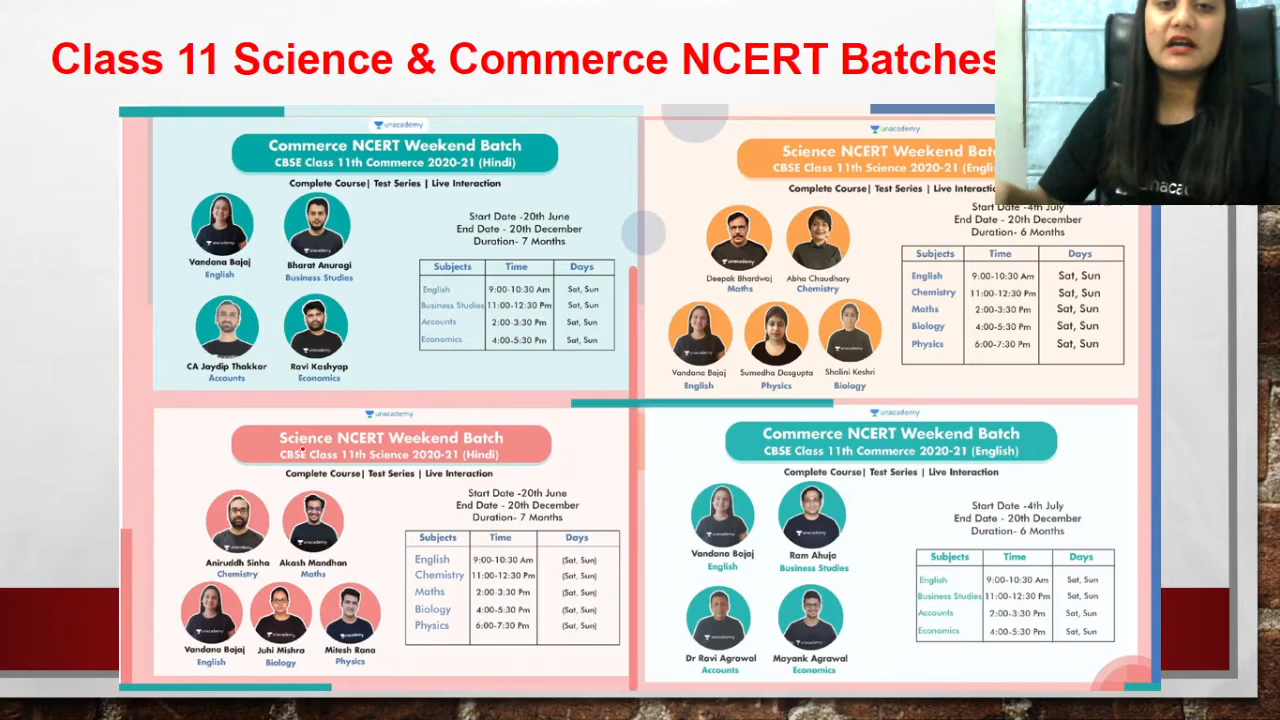 Class 11 Science & Commerce NCERT Batches
unacademy
Commerce NCERT Weekend Batch
CBSE Class 11th Commerce 2020-21 (Hindi)
Complete Course| Test Series | Live Interaction
Vandana Bajaj
English
Bharat Anuragi
Business Studies
CA Jaydip Thakkar
Accounts
Ravi Kashyap
Economics
Start Date -20th June
End Date - 20th December
Duration- 7 Months
Subjects Time Days
English 9:00-10:30 Am Sat, Sun
Business Studies 11:00-12:30 Pm Sat, Sun
Accounts 2:00-3:30 Pm Sat, Sun
Economics 4:00-5:30 Pm Sat, Sun
unacademy
Science NCERT Weekend
CBSE Class 11th Science 2020-21
Complete Course| Test Series | Live
Deepak Bhardwaj
Maths
Abha Chaudhary
Chemistry
Vandana Bajaj
English
Sumedha Dasgupta
Physics
Shalini Keshri
Biology
Start Date -4th July
End Date - 20th December
Duration- 6 Months
Subjects Time Days
English 9:00-10:30 Am Sat, Sun
Chemistry 11:00-12:30 Pm Sat, Sun
Maths 2:00-3:30 Pm Sat, Sun
Biology 4:00-5:30 Pm Sat, Sun
Physics 6:00-7:30 Pm Sat, Sun
unacademy
Science NCERT Weekend Batch
CBSE Class 11th Science 2020-21 (Hindi)
Complete Course| Test Series | Live Interaction
Aniruddh Sinha
Chemistry
Akash Mandhan
Maths
Vandana Bajaj
English
Juhi Mishra
Biology
Mitesh Rana
Physics
Start Date -20th June
End Date - 20th December
Duration- 7 Months
Subjects Time Days
English 9:00-10:30 Am (Sat, Sun)
Chemistry 11:00-12:30 Pm (Sat, Sun)
Maths 2:00-3:30 Pm (Sat, Sun)
Biology 4:00-5:30 Pm (Sat, Sun)
Physics 6:00-7:30 Pm (Sat, Sun)
unacademy
Commerce NCERT Weekend Batch
CBSE Class 11th Commerce 2020-21 (English)
Complete Course| Test Series | Live Interaction
Vandana Bajaj
English
Ram Ahuja
Business Studies
Dr Ravi Agrawal
Accounts
Mayank Agrawal
Economics
Start Date -4th July
End Date - 20th December
Duration- 6 Months
Subjects Time Days
English 9:00-10:30 Am Sat, Sun
Business Studies 11:00-12:30 Pm Sat, Sun
Accounts 2:00-3:30 Pm Sat, Sun
Economics 4:00-5:30 Pm Sat, Sun